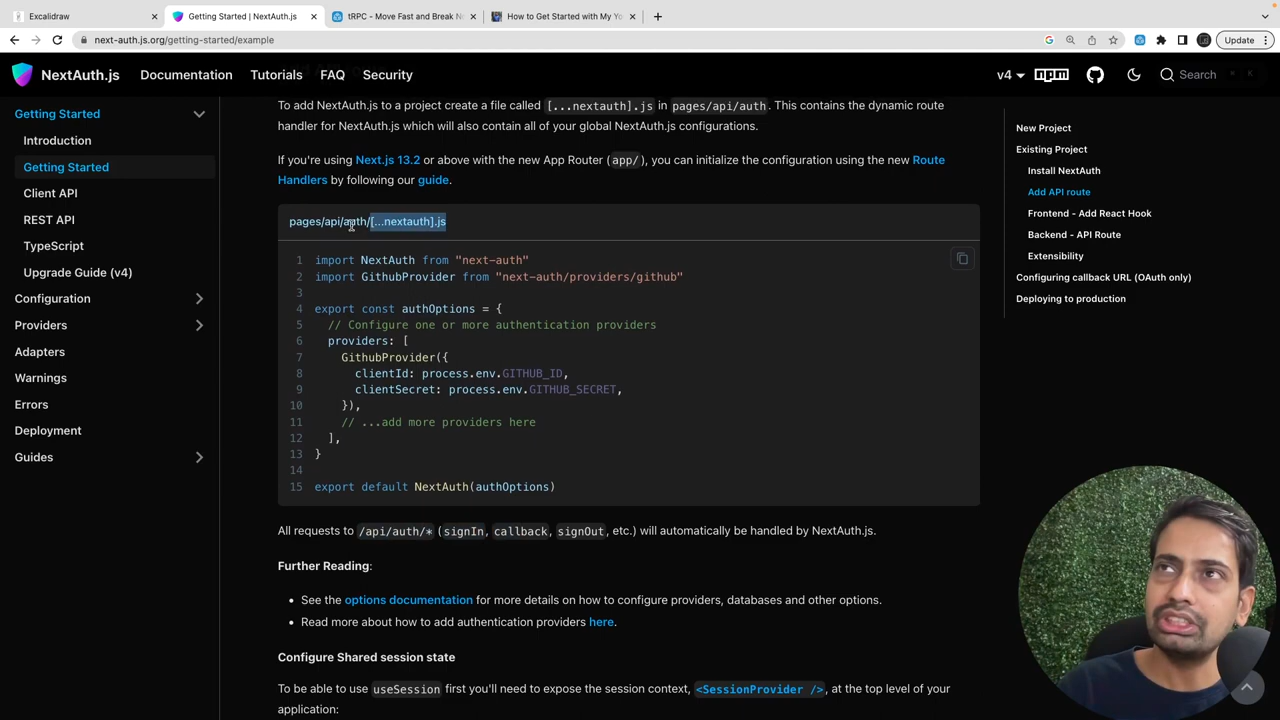 Excalidraw
Getting Started | NextAuth.js
tRPC - Move Fast and Break N
How to Get Started with My Yo
next-auth.js.org/getting-started/example
Update
NextAuth.js
Documentation
Tutorials
FAQ
Security
v4
npm
Search
K
Getting Started
Introduction
Getting Started
Client API
REST API
TypeScript
Upgrade Guide (v4)
Configuration
Providers
Adapters
Warnings
Errors
Deployment
Guides
To add NextAuth.js to a project create a file called [...nextauth].js in pages/api/auth. This contains the dynamic route
handler for NextAuth.js which will also contain all of your global NextAuth.js configurations.
If you're using Next.js 13.2 or above with the new App Router (app/), you can initialize the configuration using the new Route
Handlers by following our guide.
pages/api/auth/[...nextauth].js
1 import NextAuth from "next-auth"
2 import GithubProvider from "next-auth/providers/github"
3
4 export const authOptions = {
5 // Configure one or more authentication providers
6 providers: [
7 GithubProvider({
8 clientId: process.env.GITHUB_ID,
9 clientSecret: process.env.GITHUB_SECRET,
10 }),
11 // ...add more providers here
12 ],
13 }
14
15 export default NextAuth(authOptions)
All requests to /api/auth/* (signIn, callback, signOut, etc.) will automatically be handled by NextAuth.js.
Further Reading:
• See the options documentation for more details on how to configure providers, databases and other options.
• Read more about how to add authentication providers here.
Configure Shared session state
To be able to use useSession first you'll need to expose the session context, <SessionProvider />, at the top level of your
application:
New Project
Existing Project
Install NextAuth
Add API route
Frontend - Add React Hook
Backend - API Route
Extensibility
Configuring callback URL (OAuth only)
Deploying to production